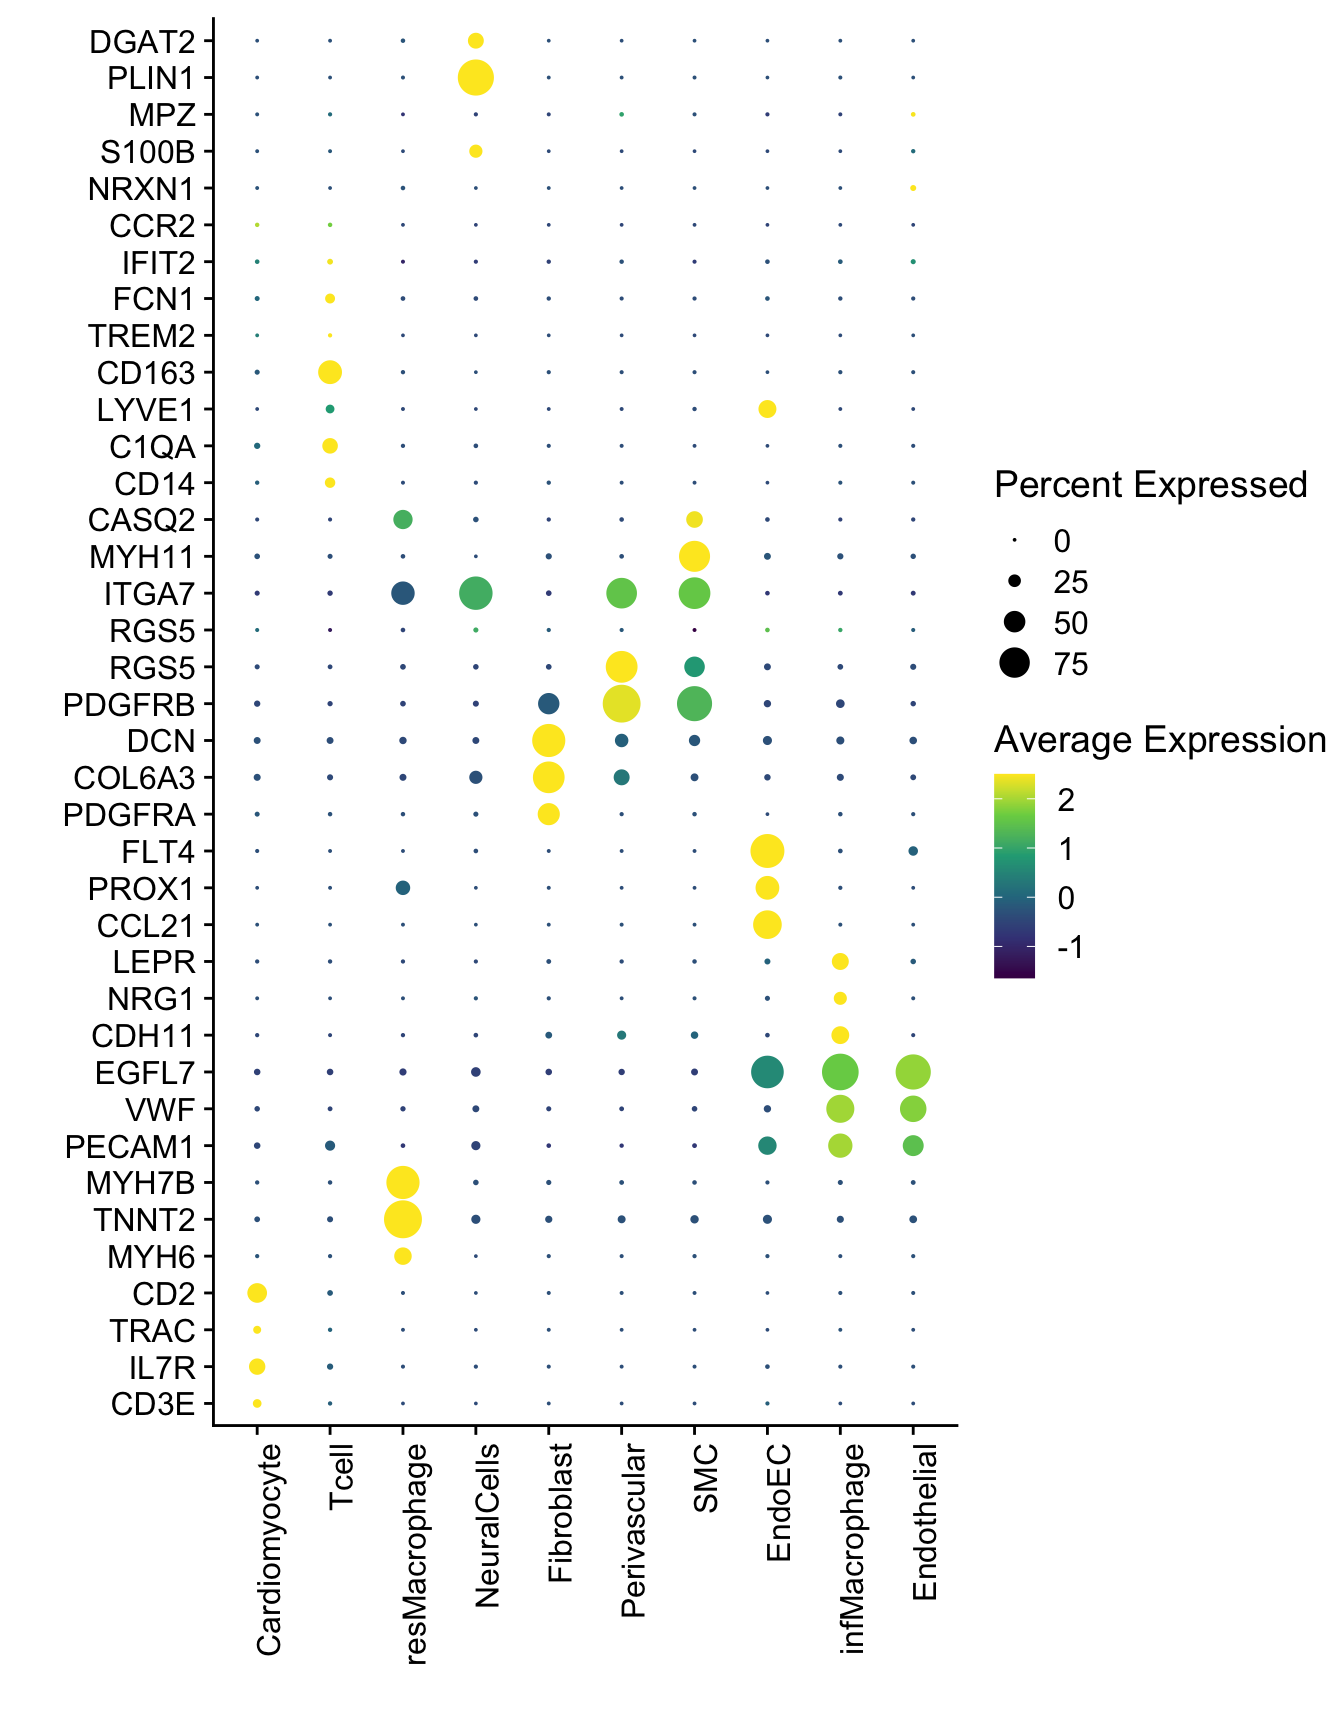 DGAT2
PLIN1
MPZ
S100B
NRXN1
CCR2
IFIT2
FCN1
TREM2
CD163
LYVE1
C1QA
CD14
CASQ2
MYH11
ITGA7
RGS5
RGS5
PDGFRB
DCN
COL6A3
PDGFRA
FLT4
PROX1
CCL21
LEPR
NRG1
CDH11
EGFL7
VWF
PECAM1
MYH7B
TNNT2
MYH6
CD2
TRAC
IL7R
CD3E
Cardiomyocyte
Tcell
resMacrophage
NeuralCells
Fibroblast
Perivascular
SMC
EndoEC
infMacrophage
Endothelial
Percent Expressed
0
25
50
75
Average Expression
2
1
0
-1